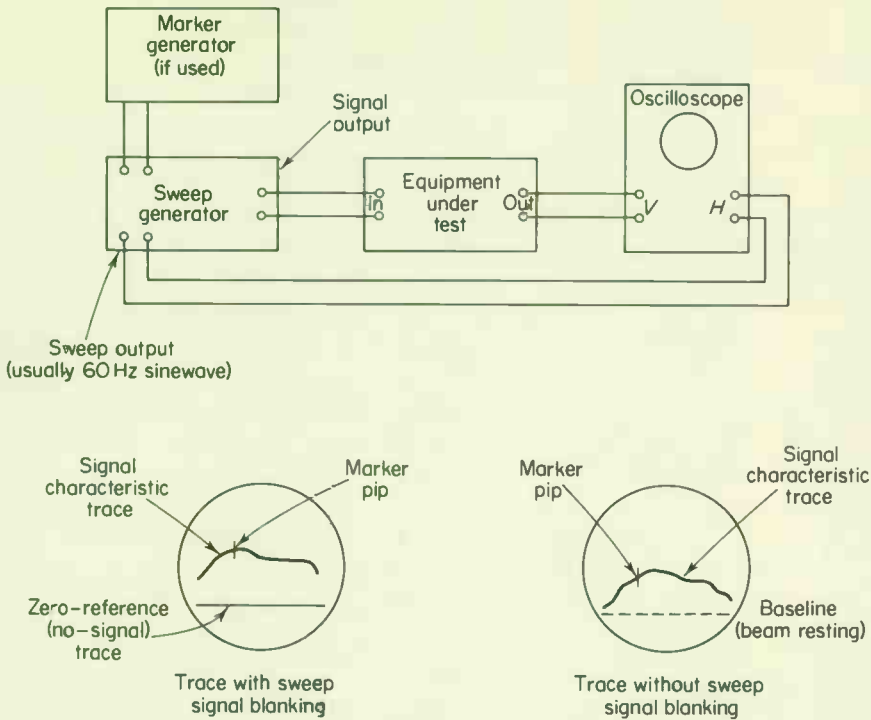 Marker
generator
(if used)
Signal
output
Oscilloscope
Sweep
generator
In
Equipment
under
test
Out
V
H
Sweep output
(usually 60 Hz sinewave)
Signal
characteristic
trace
Marker
pip
Zero-reference
(no-signal)
trace
Trace with sweep
signal blanking
Marker
pip
Signal
characteristic
trace
Baseline
(beam resting)
Trace without sweep
signal blanking